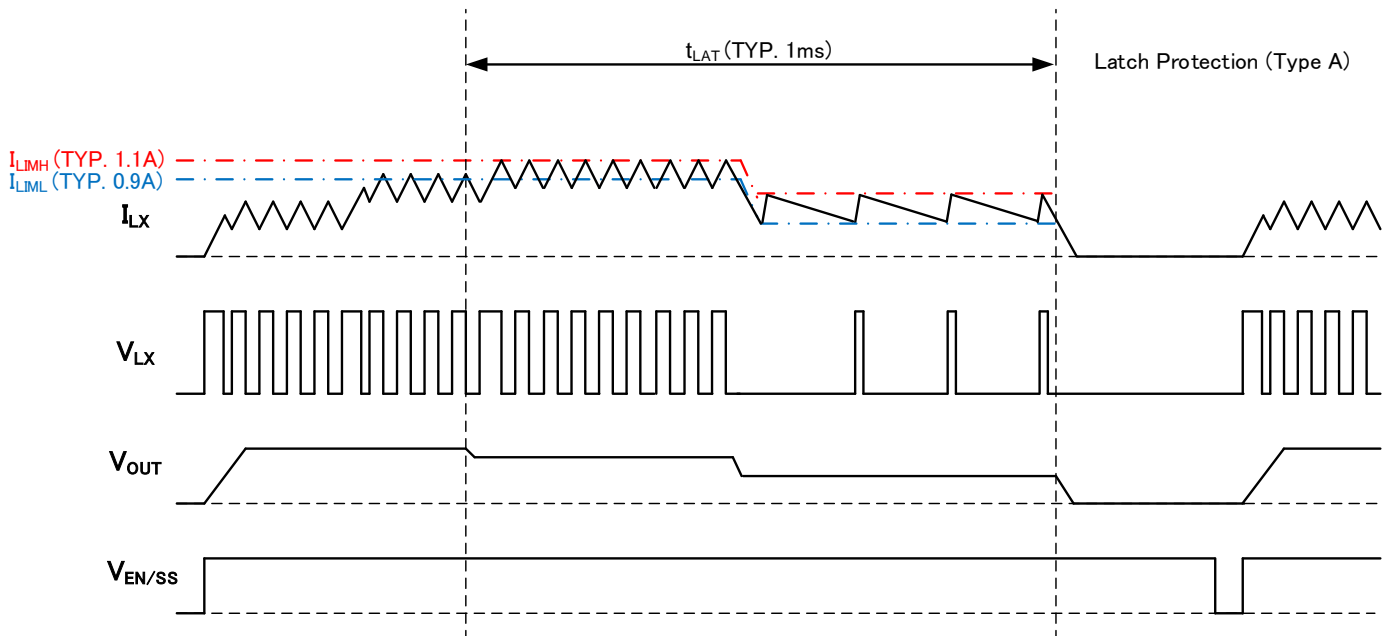 tLAT (TYP. 1ms)
Latch Protection (Type A)
ILIMH (TYP. 1.1A)
ILIML (TYP. 0.9A)
ILX
VLX
VOUT
VEN/SS